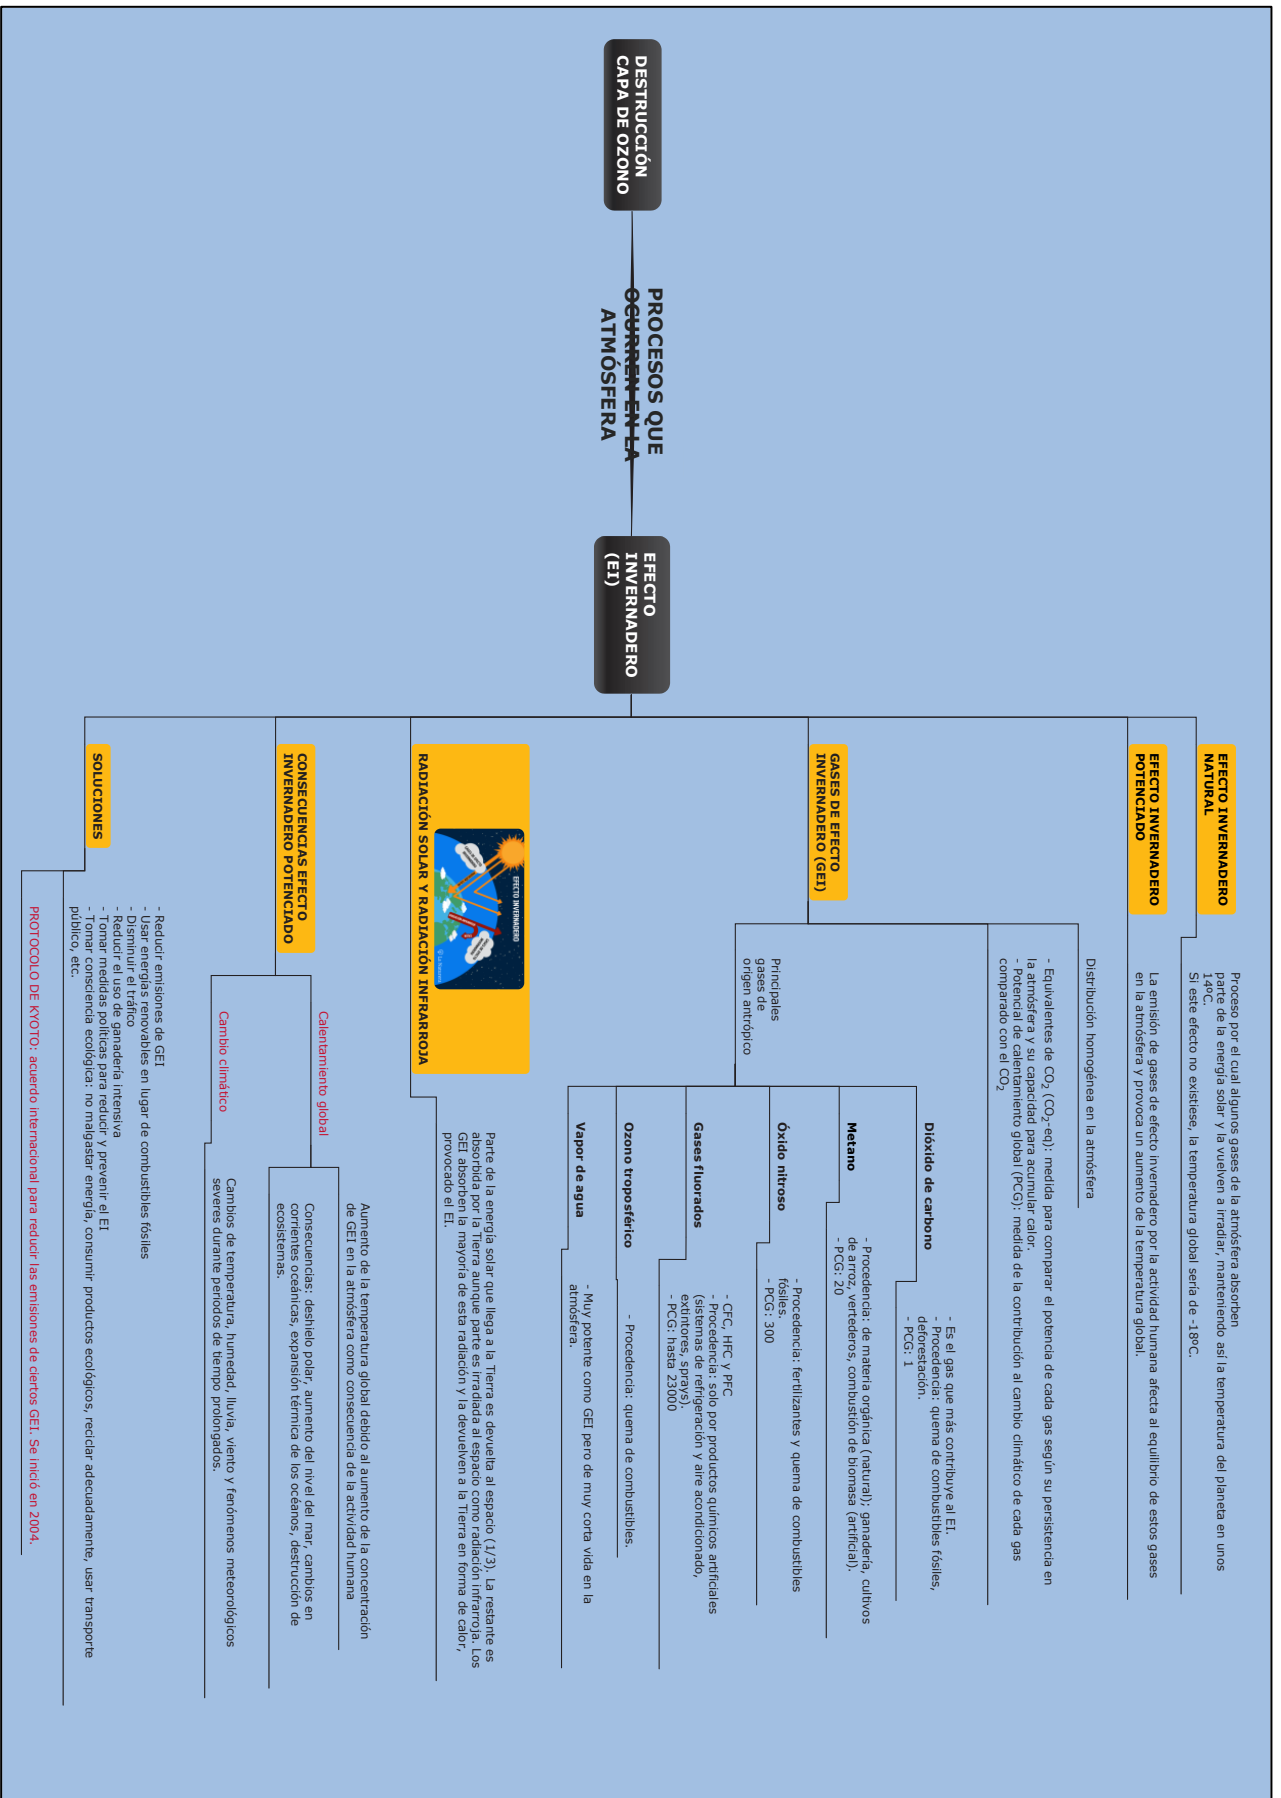 PROCESOS QUE
OCURREN EN LA
ATMÓSFERA
DESTRUCCIÓN
CAPA DE OZONO
EFECTO
INVERNADERO
(EI)
EFECTO INVERNADERO
NATURAL
Proceso por el cual algunos gases de la atmósfera absorben
parte de la energía solar y la vuelven a irradiar, manteniendo así la temperatura del planeta en unos
14ºC.
Si este efecto no existiese, la temperatura global sería de -18ºC.
EFECTO INVERNADERO
POTENCIADO
La emisión de gases de efecto invernadero por la actividad humana afecta al equilibrio de estos gases
en la atmósfera y provoca un aumento de la temperatura global.
GASES DE EFECTO
INVERNADERO (GEI)
Distribución homogénea en la atmósfera
- Equivalentes de CO₂ (CO₂-eq): medida para comparar el potencia de cada gas según su persistencia en
la atmósfera y su capacidad para acumular calor.
- Potencial de calentamiento global (PCG): medida de la contribución al cambio climático de cada gas
comparado con el CO₂
Principales
gases de
origen antrópico
Dióxido de carbono
- Es el gas que más contribuye al EI.
- Procedencia: quema de combustibles fósiles,
deforestación.
- PCG: 1
Metano
- Procedencia: de materia orgánica (natural); ganadería, cultivos
de arroz, vertederos, combustión de biomasa (artificial).
- PCG: 20
Óxido nitroso
- Procedencia: fertilizantes y quema de combustibles
fósiles.
- PCG: 300
Gases fluorados
- CFC, HFC y PFC
- Procedencia: solo por productos químicos artificiales
(sistemas de refrigeración y aire acondicionado,
extintores, sprays).
- PCG: hasta 23000
Ozono troposférico
- Procedencia: quema de combustibles.
Vapor de agua
- Muy potente como GEI pero de muy corta vida en la
atmósfera.
EFECTO INVERNADERO
RADIACIÓN SOLAR Y RADIACIÓN INFRARROJA
Parte de la energía solar que llega a la Tierra es devuelta al espacio (1/3). La restante es
absorbida por la Tierra aunque parte es irradiada al espacio como radiación infrarroja. Los
GEI absorben la mayoría de esta radiación y la devuelven a la Tierra en forma de calor,
provocado el EI.
CONSECUENCIAS EFECTO
INVERNADERO POTENCIADO
Calentamiento global
Aumento de la temperatura global debido al aumento de la concentración
de GEI en la atmósfera como consecuencia de la actividad humana
Consecuencias: deshielo polar, aumento del nivel del mar, cambios en
corrientes oceánicas, expansión térmica de los océanos, destrucción de
ecosistemas.
Cambio climático
Cambios de temperatura, humedad, lluvia, viento y fenómenos meteorológicos
severes durante periodos de tiempo prolongados.
SOLUCIONES
- Reducir emisiones de GEI
- Usar energías renovables en lugar de combustibles fósiles
- Disminuir el tráfico
- Reducir el uso de ganadería intensiva
- Tomar medidas políticas para reducir y prevenir el EI
- Tomar consciencia ecológica: no malgastar energía, consumir productos ecológicos, reciclar adecuadamente, usar transporte
público, etc.
PROTOCOLO DE KYOTO: acuerdo internacional para reducir las emisiones de ciertos GEI. Se inició en 2004.